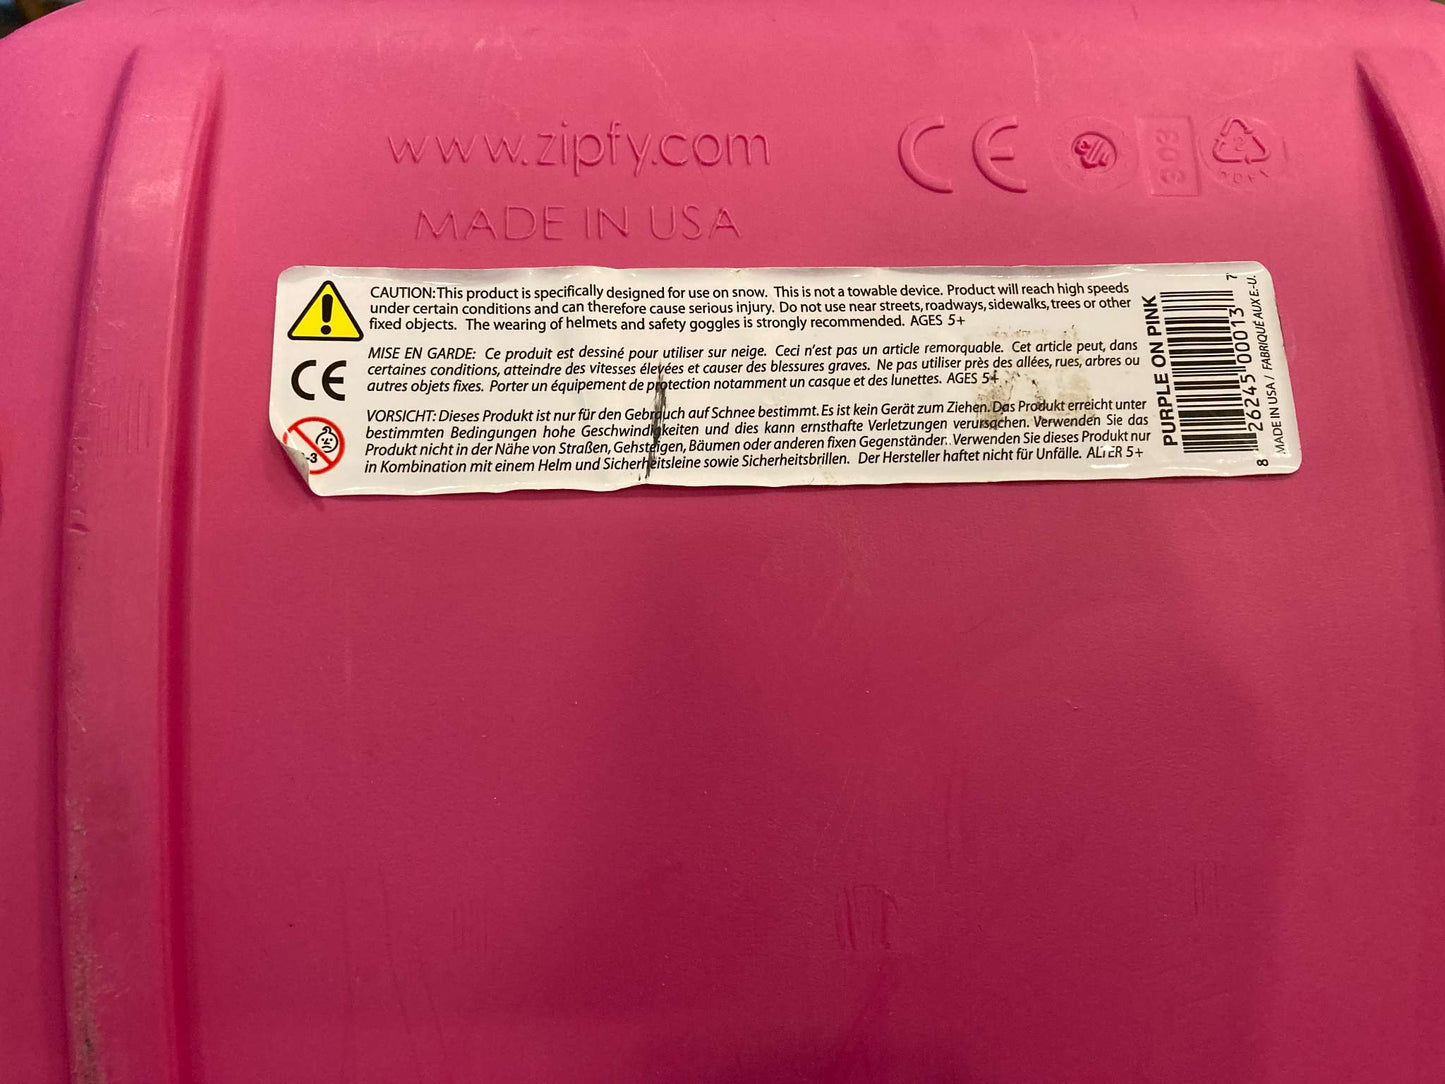 www.zipfy.com
MADE IN USA
CE
303
2
CAUTION: This product is specifically designed for use on snow. This is not a towable device. Product will reach high speeds
under certain conditions and can therefore cause serious injury. Do not use near streets, roadways, sidewalks, trees or other
fixed objects. The wearing of helmets and safety goggles is strongly recommended. AGES 5+
CE
MISE EN GARDE: Ce produit est dessiné pour utiliser sur neige. Ceci n'est pas un article remorquable. Cet article peut, dans
certaines conditions, atteindre des vitesses élevées et causer des blessures graves. Ne pas utiliser près des allées, rues, arbres ou
autres objets fixes. Porter un équipement de protection notamment un casque et des lunettes. AGES 5+
-3
VORSICHT: Dieses Produkt ist nur für den Gebrauch auf Schnee bestimmt. Es ist kein Gerät zum Ziehen. Das Produkt erreicht unter
bestimmten Bedingungen hohe Geschwindigkeiten und dies kann ernsthafte Verletzungen verursachen. Verwenden Sie das
Produkt nicht in der Nähe von Straßen, Gehsteigen, Bäumen oder anderen fixen Gegenständer. Verwenden Sie dieses Produkt nur
in Kombination mit einem Helm und Sicherheitsleine sowie Sicherheitsbrillen. Der Hersteller haftet nicht für Unfälle. ALTER 5+
PURPLE ON PINK
8 26245 00013 7
MADE IN USA / FABRIQUÉ AUX É.-U.